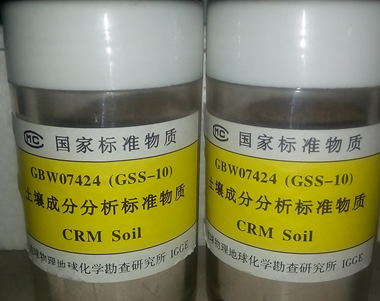 CMC 国家标准物质
GBW07424 (GSS-10)
土壤成分分析标准物质
CRM Soil
球物理地球化学勘查研究所 IGGE
CMC 国家标准物质
GBW07424 (GSS-10)
土壤成分分析标准物质
CRM Soil
物理地球化学勘查研究所 IGGE